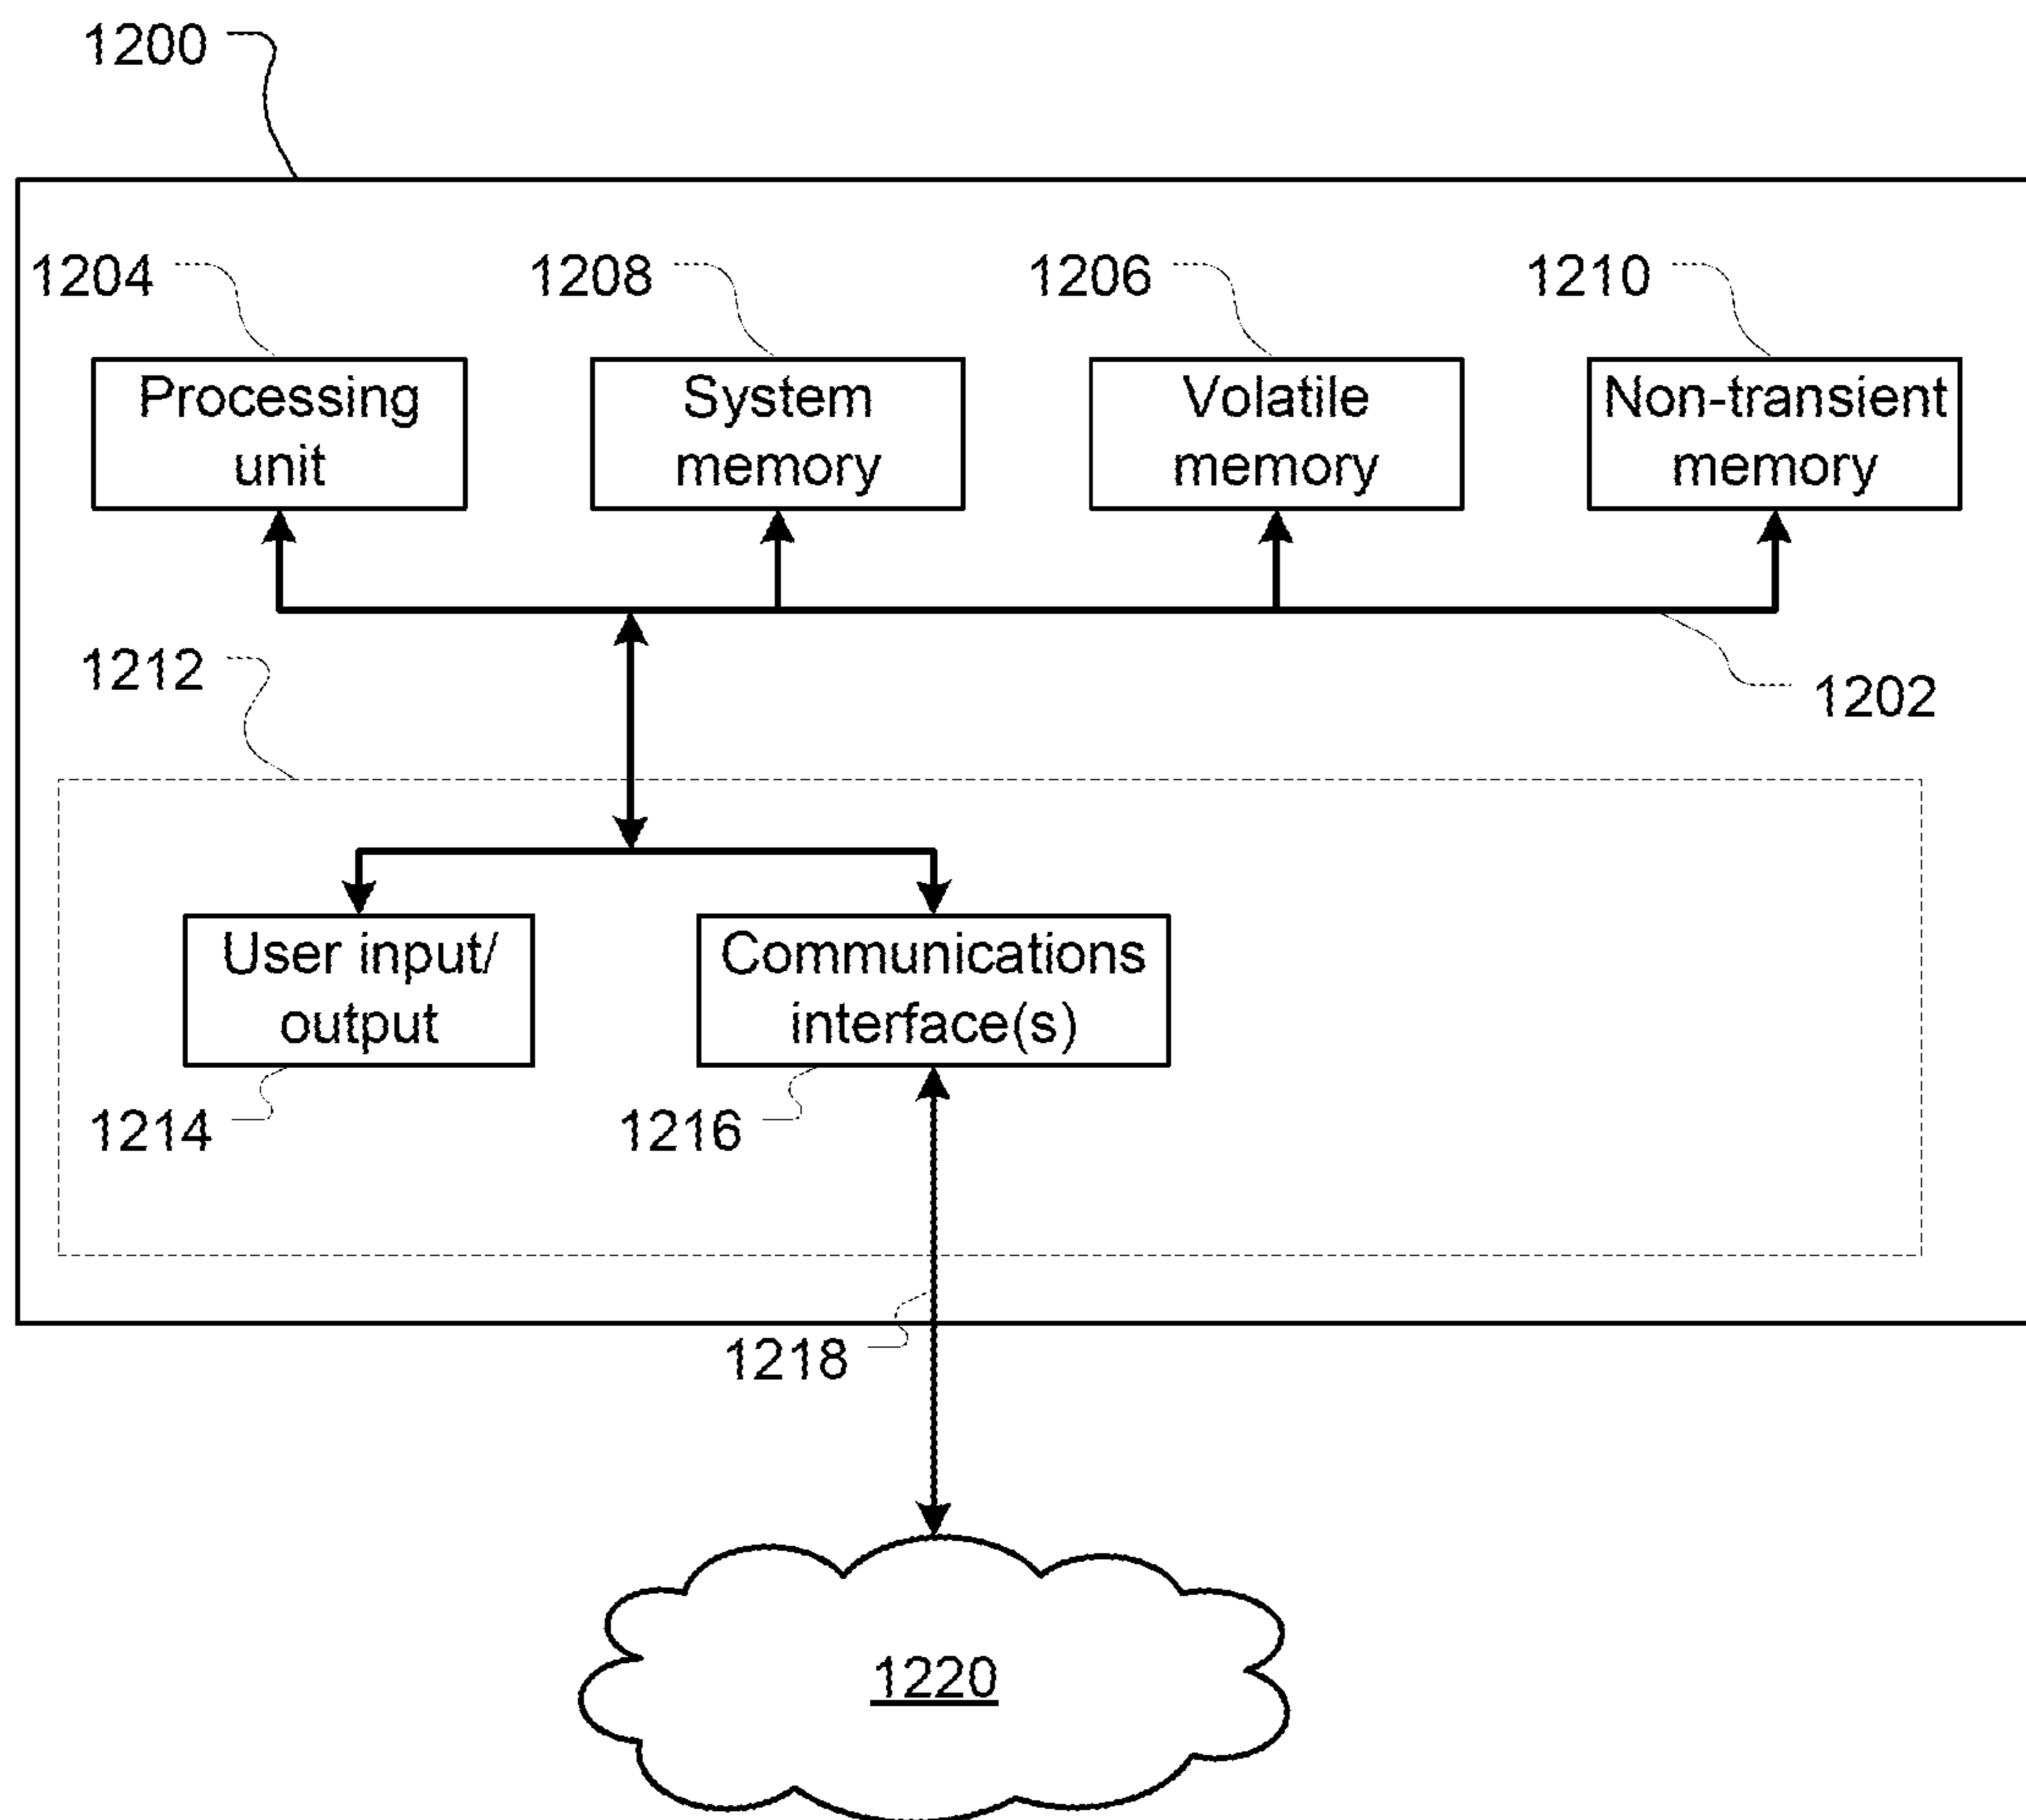 1200
1204
1208
1206
1210
Processing
unit
System
memory
Volatile
memory
Non-transient
memory
1212
1202
User input/
output
Communications
interface(s)
1214
1216
1218
1220